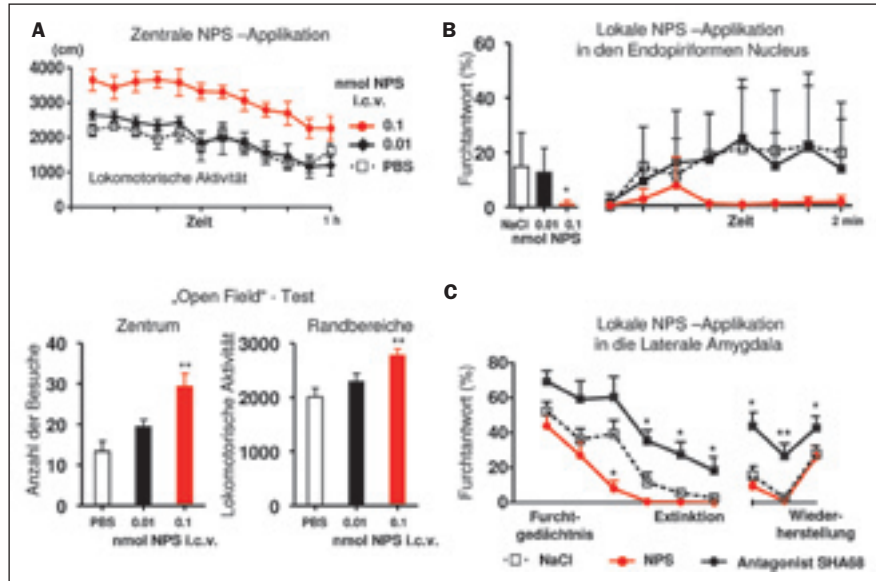 A
Zentrale NPS –Applikation
(cm)
4000
3000
2000
1000
0
nmol NPS
i.c.v.
0.1
0.01
PBS
Lokomotorische Aktivität
Zeit
1 h
„Open Field“ - Test
Zentrum
Anzahl der Besuche
40
30
20
10
0
**
PBS
0.01
0.1
nmol NPS i.c.v.
Randbereiche
Lokomotorische Aktivität
3000
2000
1000
0
**
PBS
0.01
0.1
nmol NPS i.c.v.
B
Lokale NPS –Applikation
in den Endopiriformen Nucleus
Furchtantwort (%)
60
40
20
0
*
NaCl 0.01 0.1
nmol NPS
Zeit
2 min
C
Lokale NPS –Applikation
in die Laterale Amygdala
Furchtantwort (%)
80
60
40
20
0
* * * *
* ** *
Furcht-
gedächtnis
Extinktion
Wieder-
herstellung
NaCl
NPS
Antagonist SHA68